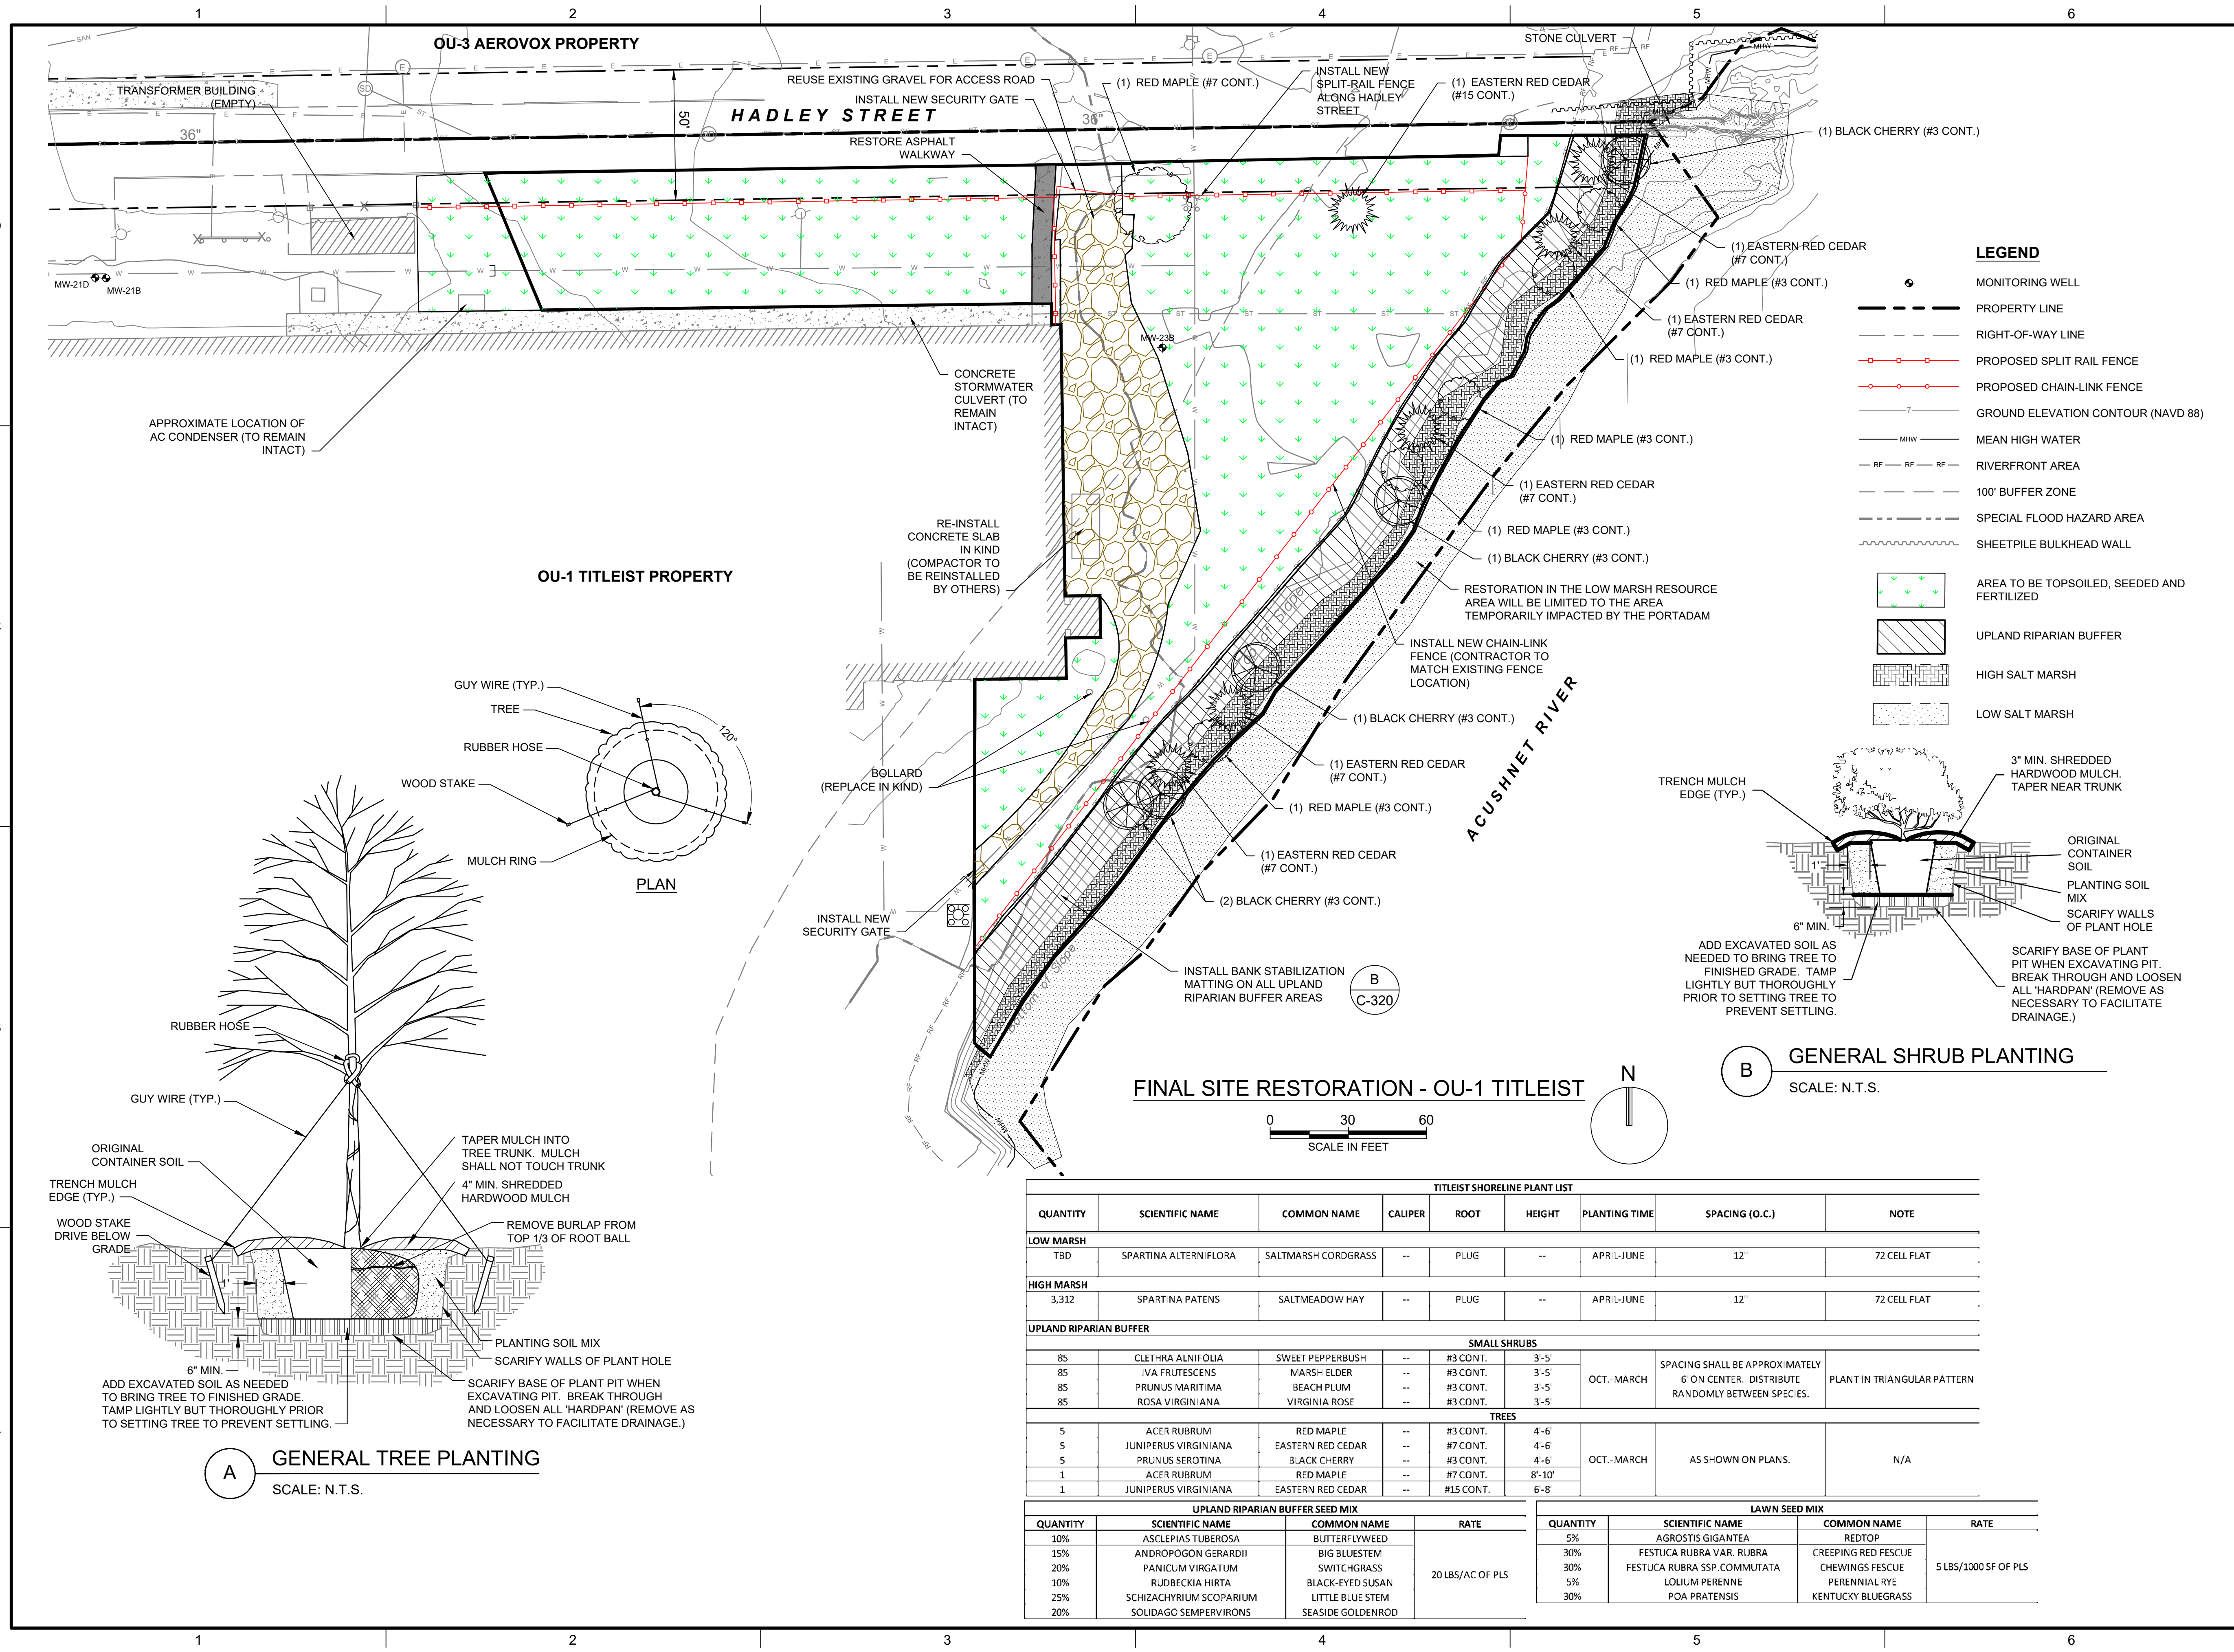 1 2 3 4 5 6
OU-3 AEROVOX PROPERTY
TRANSFORMER BUILDING
(EMPTY)
36"
50'
HADLEY STREET
36"
REUSE EXISTING GRAVEL FOR ACCESS ROAD
INSTALL NEW SECURITY GATE
RESTORE ASPHALT
WALKWAY
(1) RED MAPLE (#7 CONT.)
INSTALL NEW
SPLIT-RAIL FENCE
ALONG HADLEY
STREET
(1) EASTERN RED CEDAR
(#15 CONT.)
STONE CULVERT
(1) BLACK CHERRY (#3 CONT.)
(1) EASTERN RED CEDAR
(#7 CONT.)
(1) RED MAPLE (#3 CONT.)
(1) EASTERN RED CEDAR
(#7 CONT.)
(1) RED MAPLE (#3 CONT.)
(1) RED MAPLE (#3 CONT.)
(1) EASTERN RED CEDAR
(#7 CONT.)
(1) RED MAPLE (#3 CONT.)
(1) BLACK CHERRY (#3 CONT.)
RESTORATION IN THE LOW MARSH RESOURCE
AREA WILL BE LIMITED TO THE AREA
TEMPORARILY IMPACTED BY THE PORTADAM
INSTALL NEW CHAIN-LINK
FENCE (CONTRACTOR TO
MATCH EXISTING FENCE
LOCATION)
(1) BLACK CHERRY (#3 CONT.)
(1) EASTERN RED CEDAR
(#7 CONT.)
(1) RED MAPLE (#3 CONT.)
(1) EASTERN RED CEDAR
(#7 CONT.)
(2) BLACK CHERRY (#3 CONT.)
INSTALL BANK STABILIZATION
MATTING ON ALL UPLAND
RIPARIAN BUFFER AREAS
B
C-320
ACUSHNET RIVER
Bottom of Slope
MW-21D
MW-21B
MW-23B
APPROXIMATE LOCATION OF
AC CONDENSER (TO REMAIN
INTACT)
CONCRETE
STORMWATER
CULVERT (TO
REMAIN
INTACT)
RE-INSTALL
CONCRETE SLAB
IN KIND
(COMPACTOR TO
BE REINSTALLED
BY OTHERS)
OU-1 TITLEIST PROPERTY
BOLLARD
(REPLACE IN KIND)
INSTALL NEW
SECURITY GATE
LEGEND
MONITORING WELL
PROPERTY LINE
RIGHT-OF-WAY LINE
PROPOSED SPLIT RAIL FENCE
PROPOSED CHAIN-LINK FENCE
7 GROUND ELEVATION CONTOUR (NAVD 88)
MHW MEAN HIGH WATER
RF RF RF RIVERFRONT AREA
100' BUFFER ZONE
SPECIAL FLOOD HAZARD AREA
SHEETPILE BULKHEAD WALL
AREA TO BE TOPSOILED, SEEDED AND
FERTILIZED
UPLAND RIPARIAN BUFFER
HIGH SALT MARSH
LOW SALT MARSH
GUY WIRE (TYP.)
TREE
RUBBER HOSE
WOOD STAKE
MULCH RING
120°
PLAN
RUBBER HOSE
GUY WIRE (TYP.)
ORIGINAL
CONTAINER SOIL
TRENCH MULCH
EDGE (TYP.)
WOOD STAKE
DRIVE BELOW
GRADE
1'
6" MIN.
ADD EXCAVATED SOIL AS NEEDED
TO BRING TREE TO FINISHED GRADE.
TAMP LIGHTLY BUT THOROUGHLY PRIOR
TO SETTING TREE TO PREVENT SETTLING.
TAPER MULCH INTO
TREE TRUNK. MULCH
SHALL NOT TOUCH TRUNK
4" MIN. SHREDDED
HARDWOOD MULCH
REMOVE BURLAP FROM
TOP 1/3 OF ROOT BALL
PLANTING SOIL MIX
SCARIFY WALLS OF PLANT HOLE
SCARIFY BASE OF PLANT PIT WHEN
EXCAVATING PIT. BREAK THROUGH
AND LOOSEN ALL 'HARDPAN' (REMOVE AS
NECESSARY TO FACILITATE DRAINAGE.)
A
GENERAL TREE PLANTING
SCALE: N.T.S.
TRENCH MULCH
EDGE (TYP.)
3" MIN. SHREDDED
HARDWOOD MULCH.
TAPER NEAR TRUNK
ORIGINAL
CONTAINER
SOIL
PLANTING SOIL
MIX
SCARIFY WALLS
OF PLANT HOLE
1'
6" MIN.
ADD EXCAVATED SOIL AS
NEEDED TO BRING TREE TO
FINISHED GRADE. TAMP
LIGHTLY BUT THOROUGHLY
PRIOR TO SETTING TREE TO
PREVENT SETTLING.
SCARIFY BASE OF PLANT
PIT WHEN EXCAVATING PIT.
BREAK THROUGH AND LOOSEN
ALL 'HARDPAN' (REMOVE AS
NECESSARY TO FACILITATE
DRAINAGE.)
B
GENERAL SHRUB PLANTING
SCALE: N.T.S.
FINAL SITE RESTORATION - OU-1 TITLEIST
0 30 60
SCALE IN FEET
N
TITLEIST SHORELINE PLANT LIST
QUANTITY SCIENTIFIC NAME COMMON NAME CALIPER ROOT HEIGHT PLANTING TIME SPACING (O.C.) NOTE
LOW MARSH
TBD SPARTINA ALTERNIFLORA SALTMARSH CORDGRASS -- PLUG -- APRIL-JUNE 12" 72 CELL FLAT
HIGH MARSH
3,312 SPARTINA PATENS SALTMEADOW HAY -- PLUG -- APRIL-JUNE 12" 72 CELL FLAT
UPLAND RIPARIAN BUFFER
SMALL SHRUBS
85 CLETHRA ALNIFOLIA SWEET PEPPERBUSH -- #3 CONT. 3'-5'
85 IVA FRUTESCENS MARSH ELDER -- #3 CONT. 3'-5'
85 PRUNUS MARITIMA BEACH PLUM -- #3 CONT. 3'-5'
85 ROSA VIRGINIANA VIRGINIA ROSE -- #3 CONT. 3'-5'
OCT.-MARCH
SPACING SHALL BE APPROXIMATELY
6' ON CENTER. DISTRIBUTE
RANDOMLY BETWEEN SPECIES.
PLANT IN TRIANGULAR PATTERN
TREES
5 ACER RUBRUM RED MAPLE -- #3 CONT. 4'-6'
5 JUNIPERUS VIRGINIANA EASTERN RED CEDAR -- #7 CONT. 4'-6'
5 PRUNUS SEROTINA BLACK CHERRY -- #3 CONT. 4'-6'
1 ACER RUBRUM RED MAPLE -- #7 CONT. 8'-10'
1 JUNIPERUS VIRGINIANA EASTERN RED CEDAR -- #15 CONT. 6'-8'
OCT.-MARCH AS SHOWN ON PLANS. N/A
UPLAND RIPARIAN BUFFER SEED MIX
QUANTITY SCIENTIFIC NAME COMMON NAME RATE
10% ASCLEPIAS TUBEROSA BUTTERFLYWEED
15% ANDROPOGON GERARDII BIG BLUESTEM
20% PANICUM VIRGATUM SWITCHGRASS
10% RUDBECKIA HIRTA BLACK-EYED SUSAN
25% SCHIZACHYRIUM SCOPARIUM LITTLE BLUE STEM
20% SOLIDAGO SEMPERVIRONS SEASIDE GOLDENROD
20 LBS/AC OF PLS
LAWN SEED MIX
QUANTITY SCIENTIFIC NAME COMMON NAME RATE
5% AGROSTIS GIGANTEA REDTOP
30% FESTUCA RUBRA VAR. RUBRA CREEPING RED FESCUE
30% FESTUCA RUBRA SSP.COMMUTATA CHEWINGS FESCUE
5% LOLIUM PERENNE PERENNIAL RYE
30% POA PRATENSIS KENTUCKY BLUEGRASS
5 LBS/1000 SF OF PLS
1 2 3 4 5 6